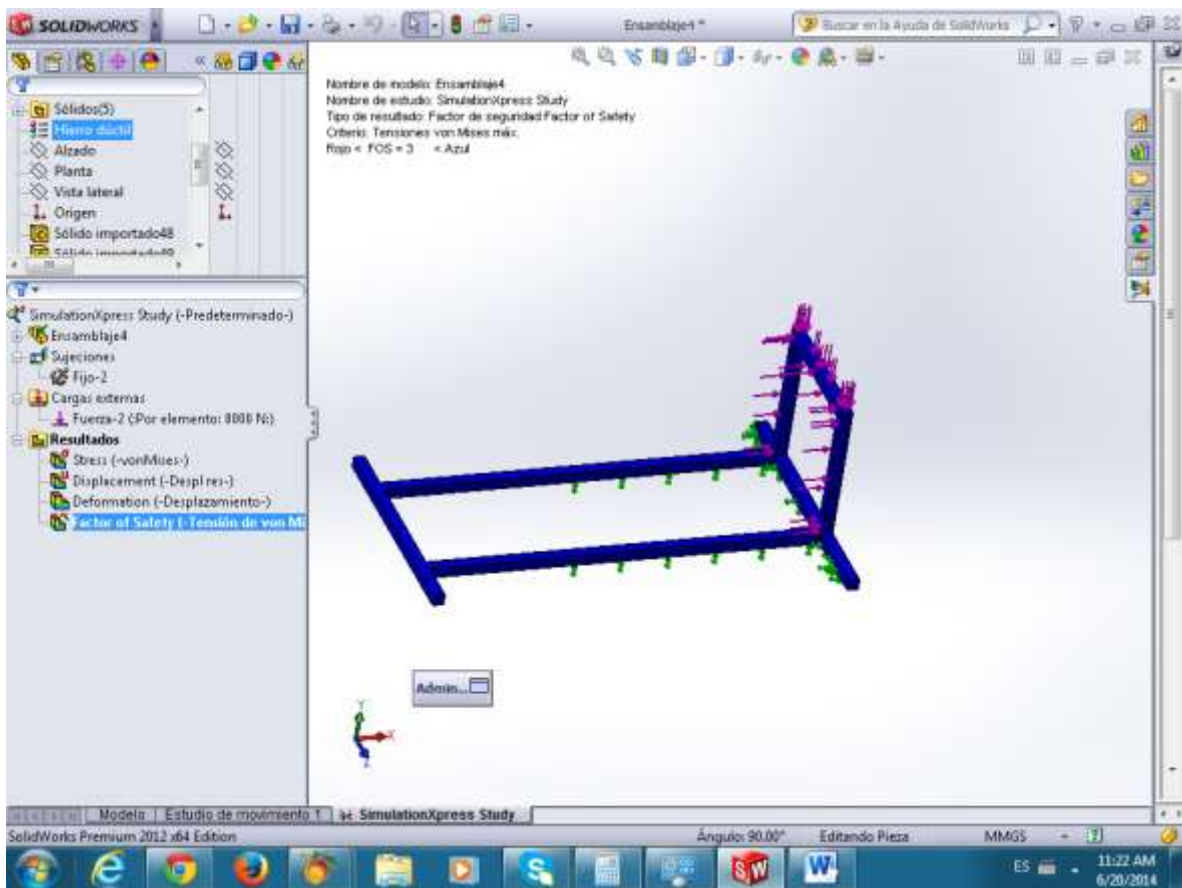 SOLIDWORKS
Ensamblaje4 *
Buscar en la Ayuda de SolidWorks
Sólidos(5)
Hierro dúctil
Alzado
Planta
Vista lateral
Origen
Sólido importado48
Sólido importado49
Nombre de modelo: Ensamblaje4
Nombre de estudio: SimulationXpress Study
Tipo de resultado: Factor de seguridad Factor of Safety
Criterio: Tensiones von Mises máx.
Rojo < FOS = 3 < Azul
SimulationXpress Study (-Predeterminado-)
Ensamblaje4
Sujeciones
Fijo-2
Cargas externas
Fuerza-2 (:Por elemento: 8000 N:)
Resultados
Stress (-vonMises-)
Displacement (-Despl res-)
Deformation (-Desplazamiento-)
Factor of Safety (-Tensión de von Mi
Admin...
Y
X
Z
Modelo
Estudio de movimiento 1
SimulationXpress Study
SolidWorks Premium 2012 x64 Edition
Ángulo: 90.00°
Editando Pieza
MMGS
ES
11:22 AM
6/20/2014